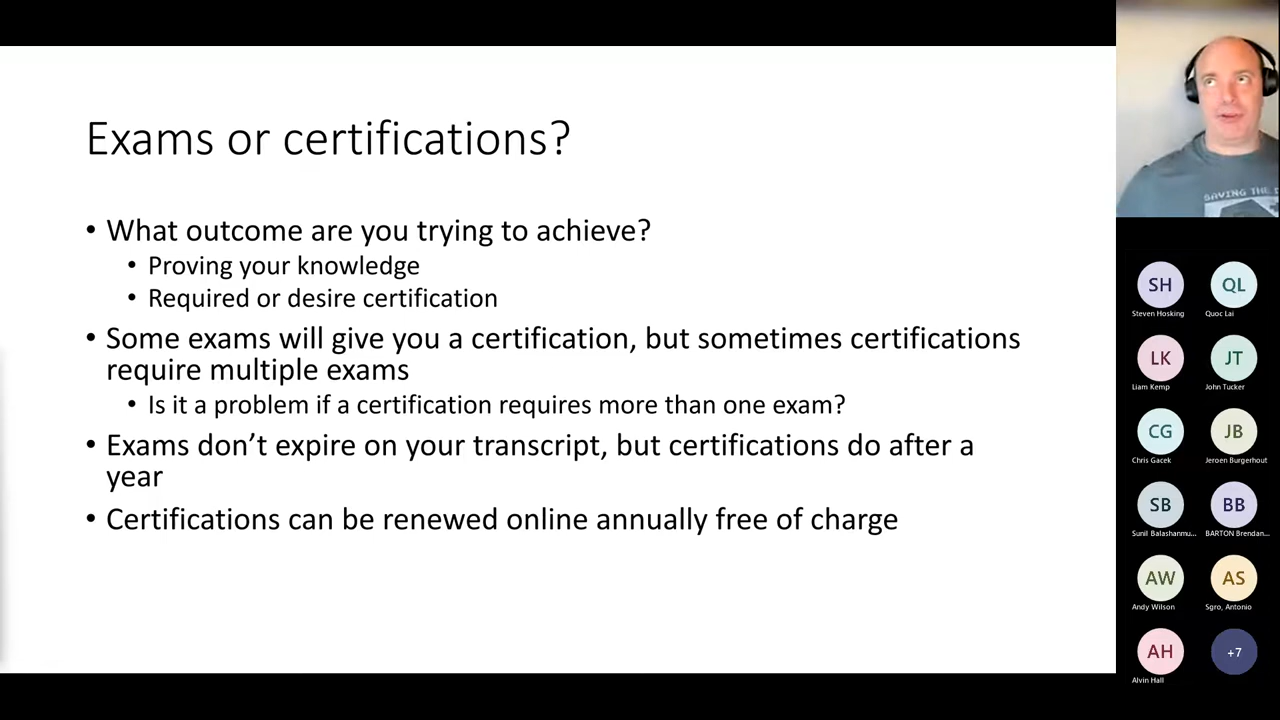 Exams or certifications?
• What outcome are you trying to achieve?
• Proving your knowledge
• Required or desire certification
• Some exams will give you a certification, but sometimes certifications
require multiple exams
• Is it a problem if a certification requires more than one exam?
• Exams don’t expire on your transcript, but certifications do after a
year
• Certifications can be renewed online annually free of charge
SAVING THE
SH QL
Steven Hosking Quoc Lai
LK JT
Liam Kemp John Tucker
CG JB
Chris Gacek Jeroen Burgerhout
SB BB
Sunil Balashanmu... BARTON Brendan...
AW AS
Andy Wilson Sgro, Antonio
AH +7
Alvin Hall